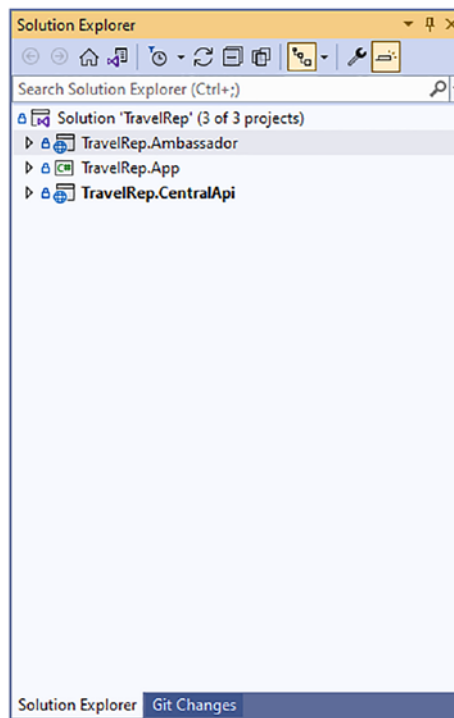 Solution Explorer
Search Solution Explorer (Ctrl+;)
Solution 'TravelRep' (3 of 3 projects)
TravelRep.Ambassador
C# TravelRep.App
TravelRep.CentralApi
Solution Explorer Git Changes